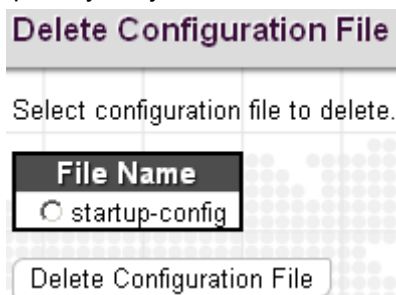 Delete Configuration File
Select configuration file to delete.
File Name
startup-config
Delete Configuration File